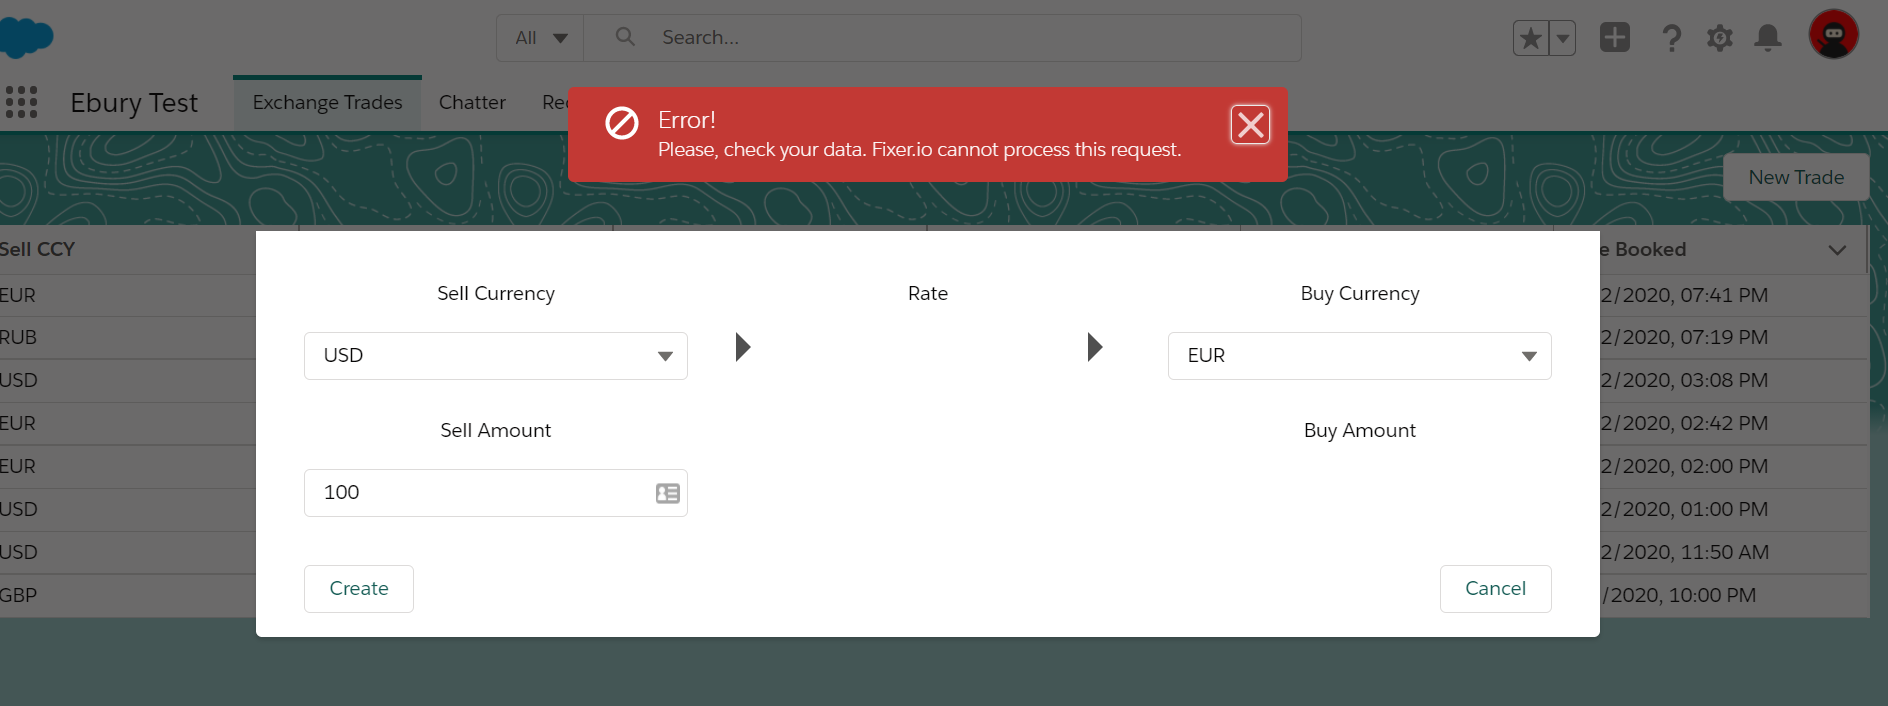 All Search...
Ebury Test Exchange Trades Chatter
Error!
Please, check your data. Fixer.io cannot process this request.
New Trade
Sell CCY
Booked
EUR 2/2020, 07:41 PM
RUB 2/2020, 07:19 PM
USD 2/2020, 03:08 PM
EUR 2/2020, 02:42 PM
EUR 2/2020, 02:00 PM
USD 2/2020, 01:00 PM
USD 2/2020, 11:50 AM
GBP /2020, 10:00 PM
Sell Currency Rate Buy Currency
USD EUR
Sell Amount Buy Amount
100
Create Cancel